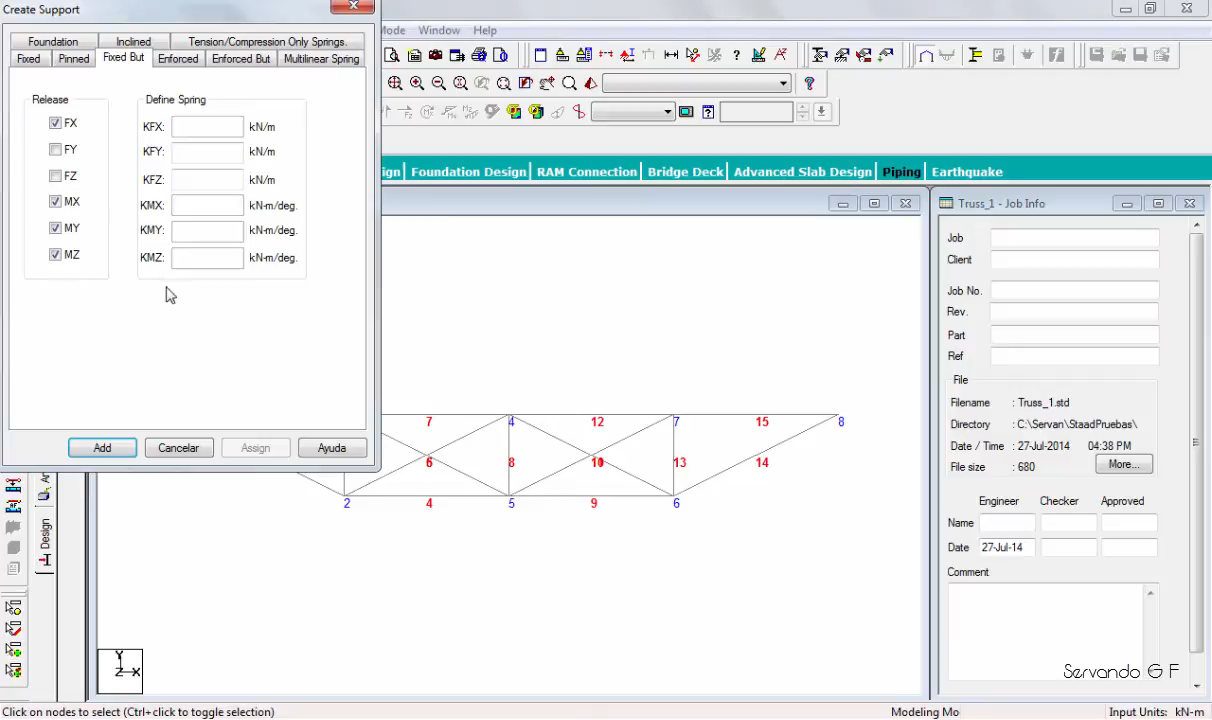 Create Support
Mode Window Help
Foundation Inclined Tension/Compression Only Springs.
Fixed Pinned Fixed But Enforced Enforced But Multilinear Spring
Release Define Spring
FX KFX: kN/m
FY KFY: kN/m
FZ KFZ: kN/m
MX KMX: kN-m/deg.
MY KMY: kN-m/deg.
MZ KMZ: kN-m/deg.
Add Cancelar Assign Ayuda
Foundation Design RAM Connection Bridge Deck Advanced Slab Design Piping Earthquake
7 4 12 7 15 8
6 8 13 14
2 4 5 9 6
Design
Y
Z X
Truss_1 - Job Info
Job
Client
Job No.
Rev.
Part
Ref
File
Filename : Truss_1.std
Directory : C:\Servan\StaadPruebas\
Date / Time : 27-Jul-2014 04:38 PM
File size : 680 More...
Engineer Checker Approved
Name
Date 27-Jul-14
Comment
Servando G F
Click on nodes to select (Ctrl+click to toggle selection) Modeling Mo Input Units: kN-m